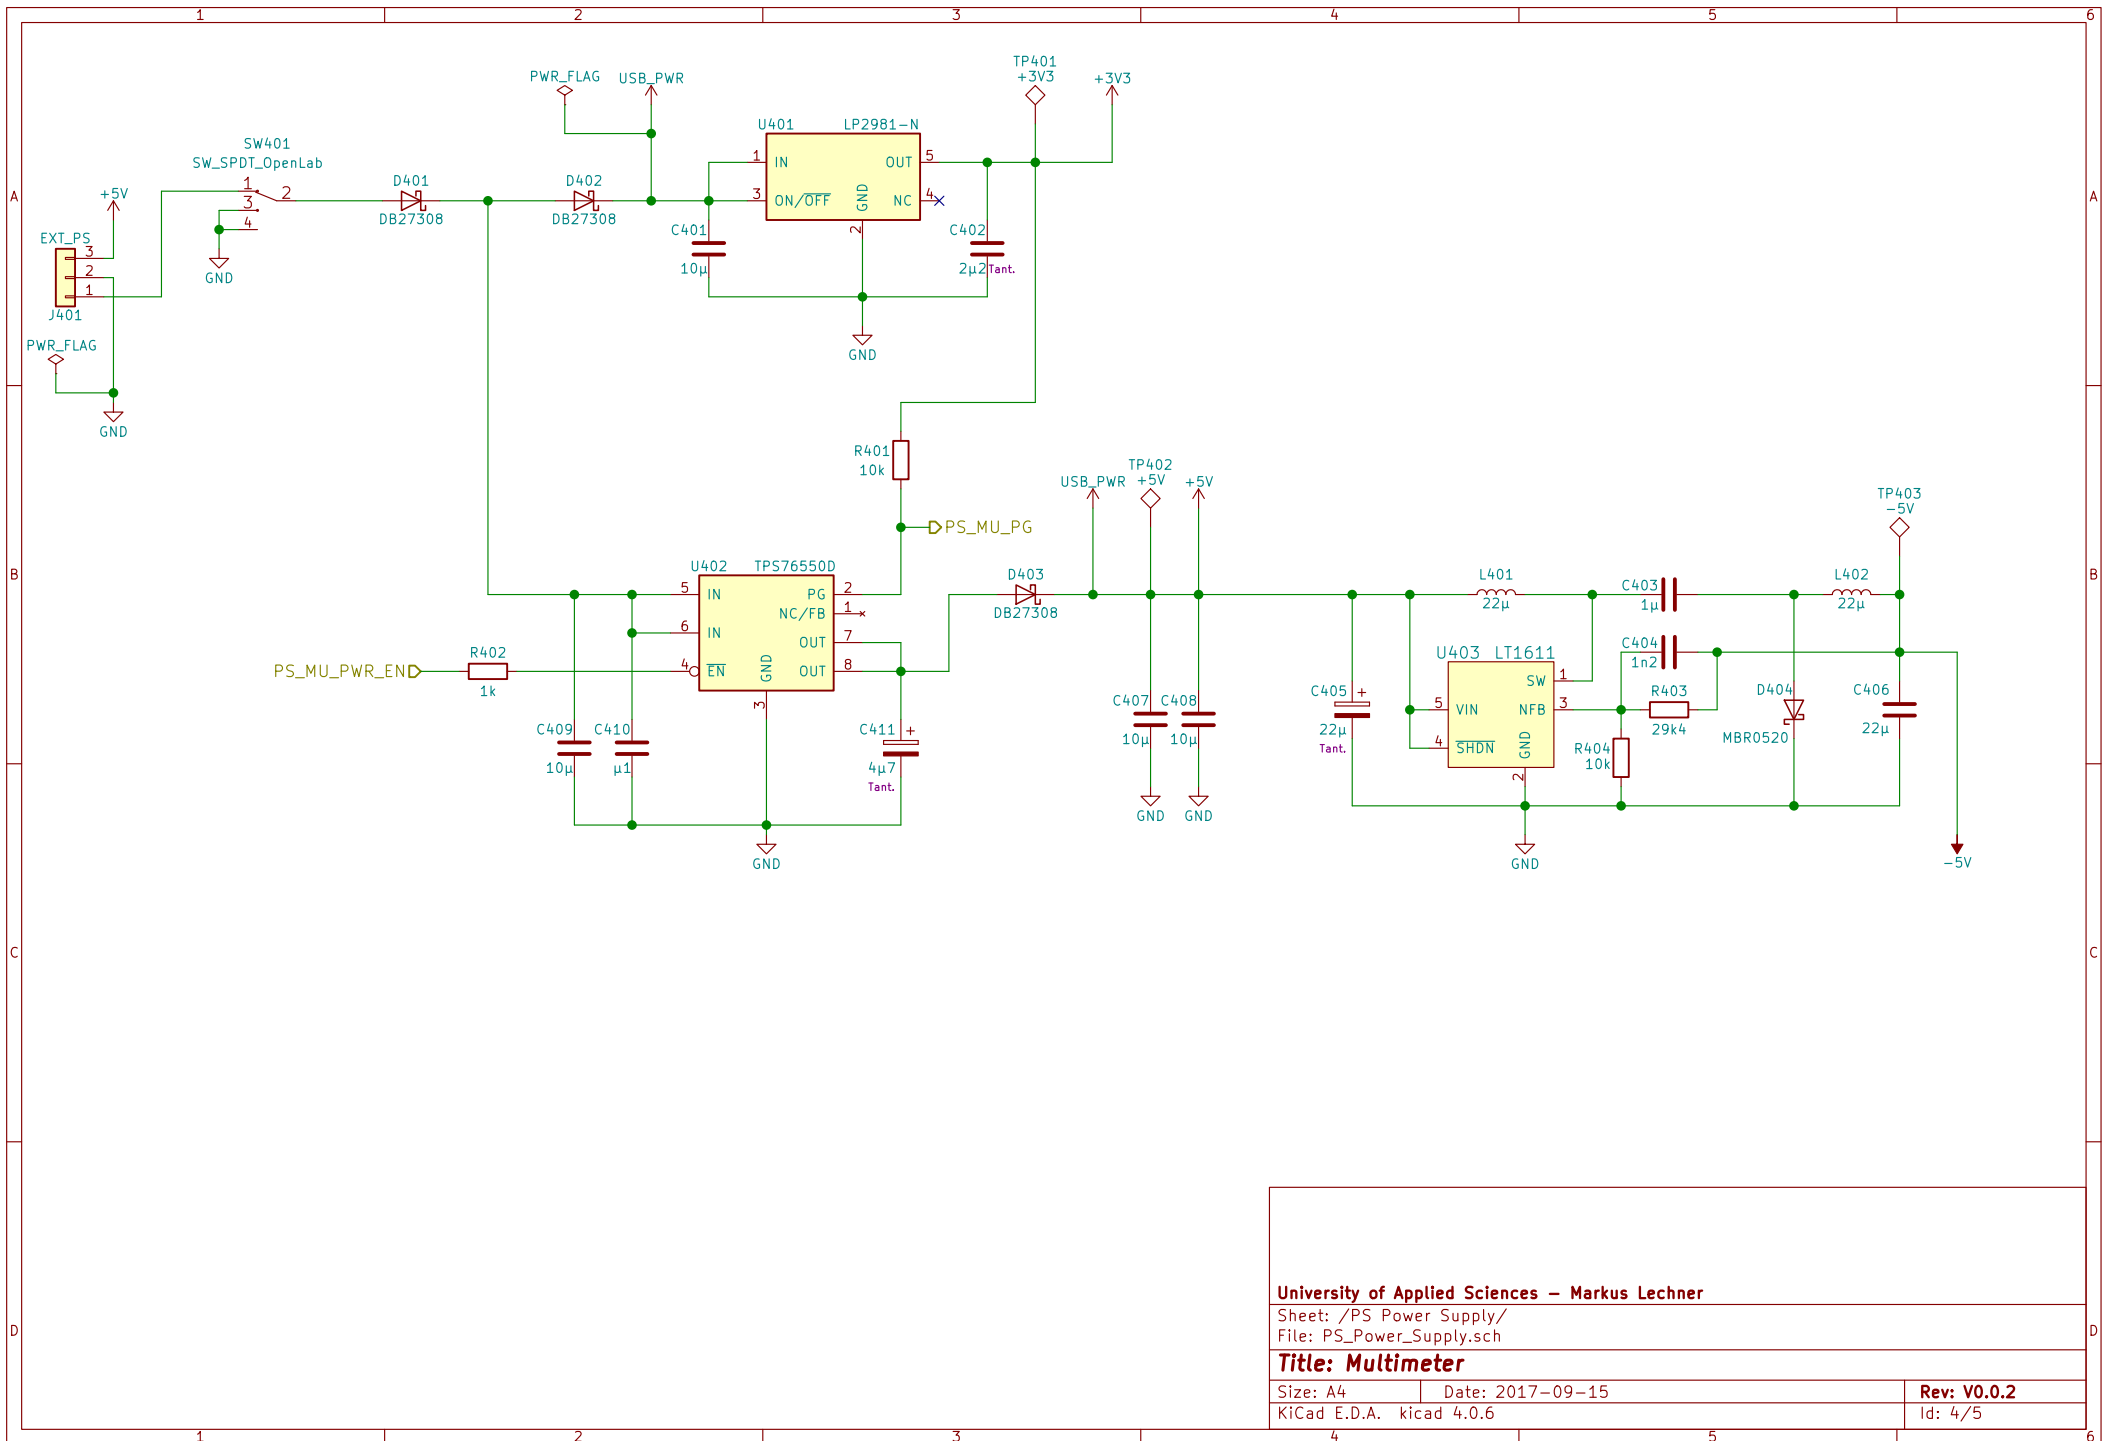 1 2 3 4 5 6
A
B
C
D
A
B
C
D
1 2 3 4 5 6
SW401
SW_SPDT_OpenLab
1
3
4
2
+5V
EXT_PS
3
2
1
J401
PWR_FLAG
GND
GND
D401
DB27308
D402
DB27308
PWR_FLAG
USB_PWR
U401 LP2981-N
1 IN
3 ON/OFF
OUT 5
NC 4
GND
2
C401
10µ
C402
2µ2 Tant.
GND
TP401
+3V3
+3V3
R401
10k
PS_MU_PG
U402 TPS76550D
5 IN
6 IN
4 EN
PG 2
NC/FB 1
OUT 7
OUT 8
GND
3
PS_MU_PWR_EN
R402
1k
C409
10µ
C410
µ1
C411 +
4µ7
Tant.
GND
D403
DB27308
USB_PWR
TP402
+5V
+5V
C407
10µ
C408
10µ
GND
GND
C405 +
22µ
Tant.
L401
22µ
U403 LT1611
SW 1
5 VIN
NFB 3
4 SHDN
GND
2
GND
C403
1µ
C404
1n2
R403
29k4
R404
10k
D404
MBR0520
L402
22µ
TP403
-5V
C406
22µ
-5V
University of Applied Sciences - Markus Lechner
Sheet: /PS Power Supply/
File: PS_Power_Supply.sch
Title: Multimeter
Size: A4 Date: 2017-09-15 Rev: V0.0.2
KiCad E.D.A. kicad 4.0.6 Id: 4/5